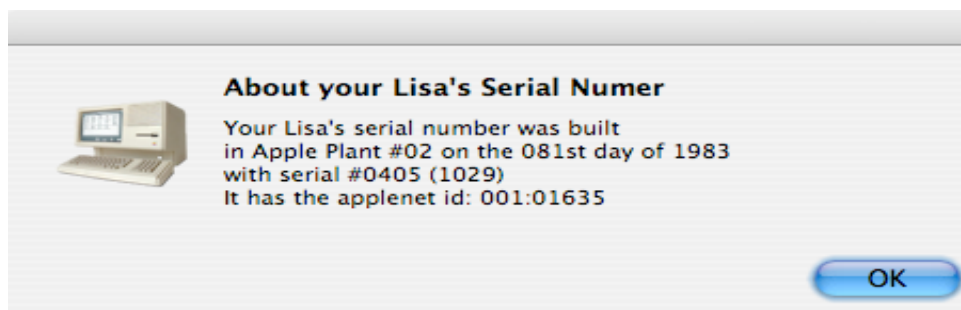 About your Lisa's Serial Numer
Your Lisa's serial number was built
in Apple Plant #02 on the 081st day of 1983
with serial #0405 (1029)
It has the applenet id: 001:01635
OK